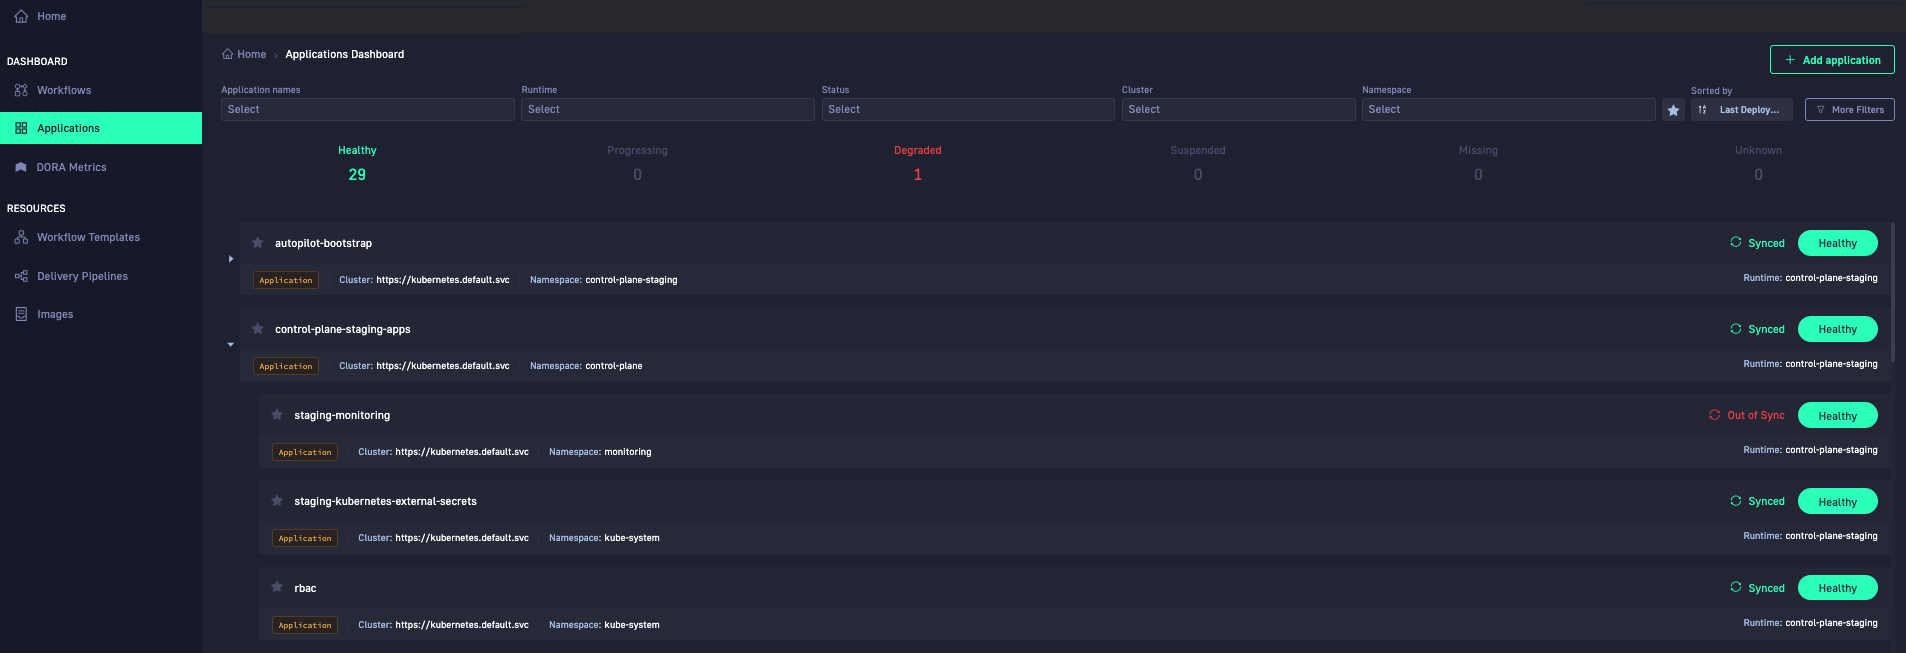 Home
DASHBOARD
Workflows
Applications
DORA Metrics
RESOURCES
Workflow Templates
Delivery Pipelines
Images
Home › Applications Dashboard
+ Add application
Application names Runtime Status Cluster Namespace Sorted by
Select Select Select Select Select Last Deploy... More Filters
Healthy Progressing Degraded Suspended Missing Unknown
29 0 1 0 0 0
autopilot-bootstrap Synced Healthy
Application Cluster: https://kubernetes.default.svc Namespace: control-plane-staging Runtime: control-plane-staging
control-plane-staging-apps Synced Healthy
Application Cluster: https://kubernetes.default.svc Namespace: control-plane Runtime: control-plane-staging
staging-monitoring Out of Sync Healthy
Application Cluster: https://kubernetes.default.svc Namespace: monitoring Runtime: control-plane-staging
staging-kubernetes-external-secrets Synced Healthy
Application Cluster: https://kubernetes.default.svc Namespace: kube-system Runtime: control-plane-staging
rbac Synced Healthy
Application Cluster: https://kubernetes.default.svc Namespace: kube-system Runtime: control-plane-staging